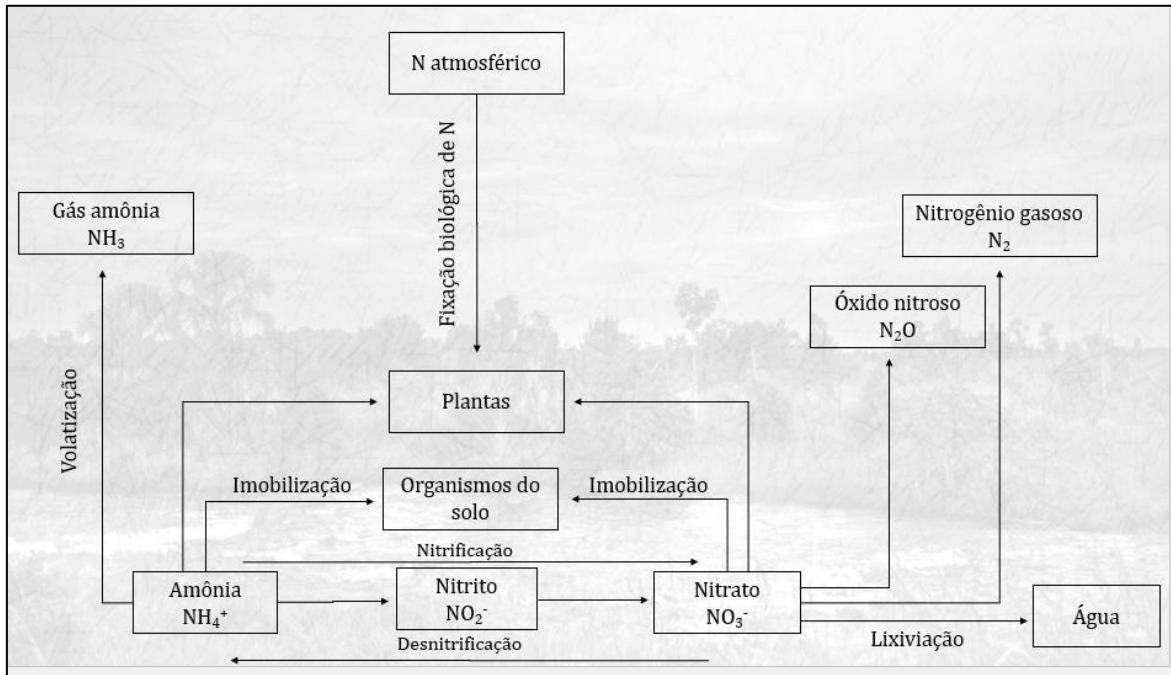 N atmosférico
Fixação biológica de N
Gás amônia
NH₃
Nitrogênio gasoso
N₂
Óxido nitroso
N₂O
Volatização
Plantas
Imobilização
Organismos do
solo
Imobilização
Nitrificação
Amônia
NH₄⁺
Nitrito
NO₂⁻
Nitrato
NO₃⁻
Água
Lixiviação
Desnitrificação